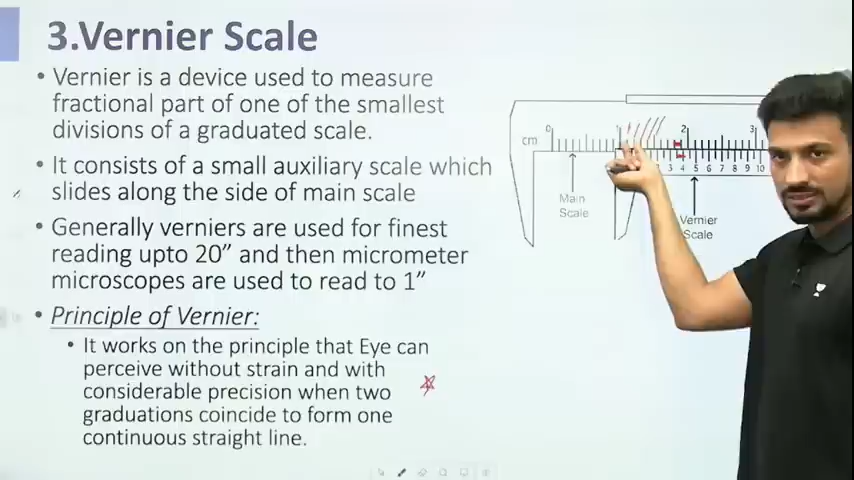 3.Vernier Scale
• Vernier is a device used to measure
fractional part of one of the smallest
divisions of a graduated scale.
• It consists of a small auxiliary scale which
slides along the side of main scale
• Generally verniers are used for finest
reading upto 20” and then micrometer
microscopes are used to read to 1”
• Principle of Vernier:
• It works on the principle that Eye can
perceive without strain and with
considerable precision when two
graduations coincide to form one
continuous straight line.
0 1 2 3
cm
3 4 5 6 7 8 9 10
Main
Scale
Vernier
Scale